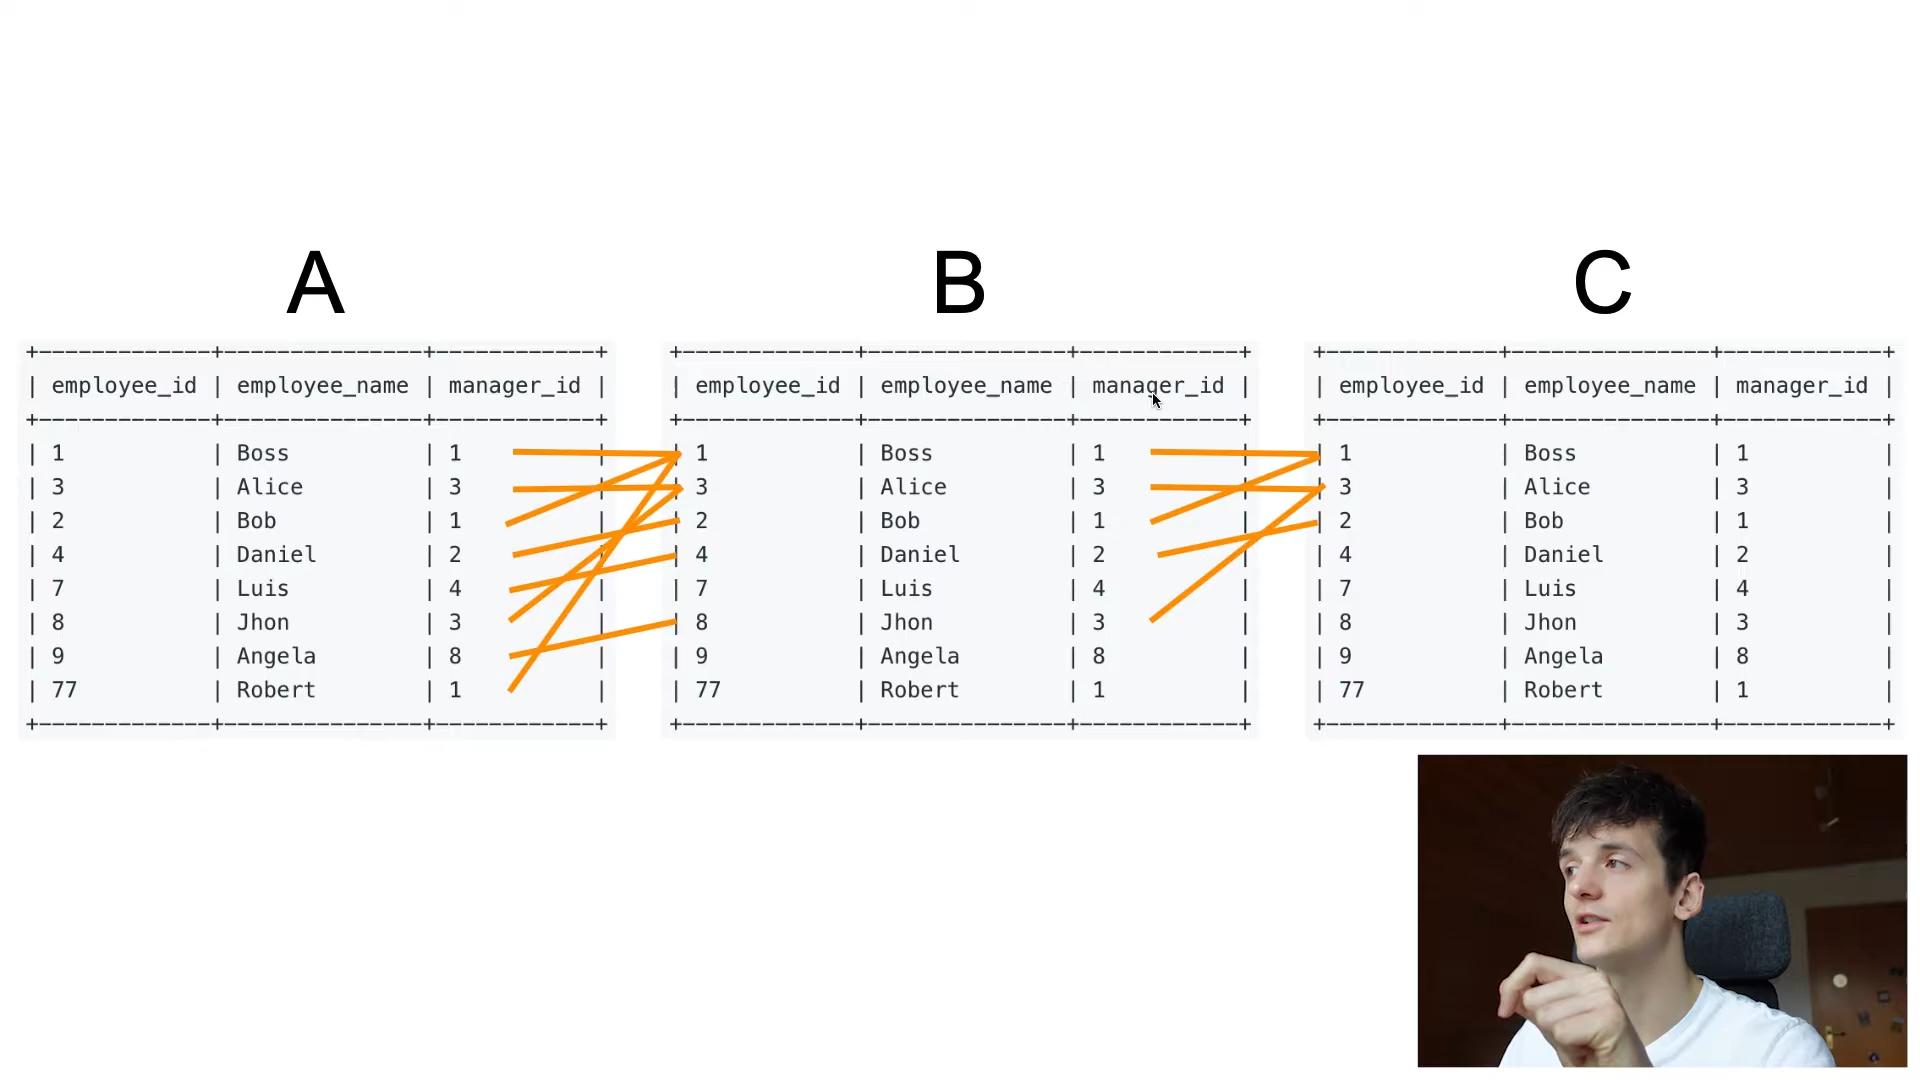 A B C
+-------------+---------------+------------+ +-------------+---------------+------------+ +-------------+---------------+------------+
| employee_id | employee_name | manager_id | | employee_id | employee_name | manager_id | | employee_id | employee_name | manager_id |
+-------------+---------------+------------+ +-------------+---------------+------------+ +-------------+---------------+------------+
| 1 | Boss | 1 | | 1 | Boss | 1 | | 1 | Boss | 1 |
| 3 | Alice | 3 | | 3 | Alice | 3 | | 3 | Alice | 3 |
| 2 | Bob | 1 | | 2 | Bob | 1 | | 2 | Bob | 1 |
| 4 | Daniel | 2 | | 4 | Daniel | 2 | | 4 | Daniel | 2 |
| 7 | Luis | 4 | | 7 | Luis | 4 | | 7 | Luis | 4 |
| 8 | Jhon | 3 | | 8 | Jhon | 3 | | 8 | Jhon | 3 |
| 9 | Angela | 8 | | 9 | Angela | 8 | | 9 | Angela | 8 |
| 77 | Robert | 1 | | 77 | Robert | 1 | | 77 | Robert | 1 |
+-------------+---------------+------------+ +-------------+---------------+------------+ +-------------+---------------+------------+